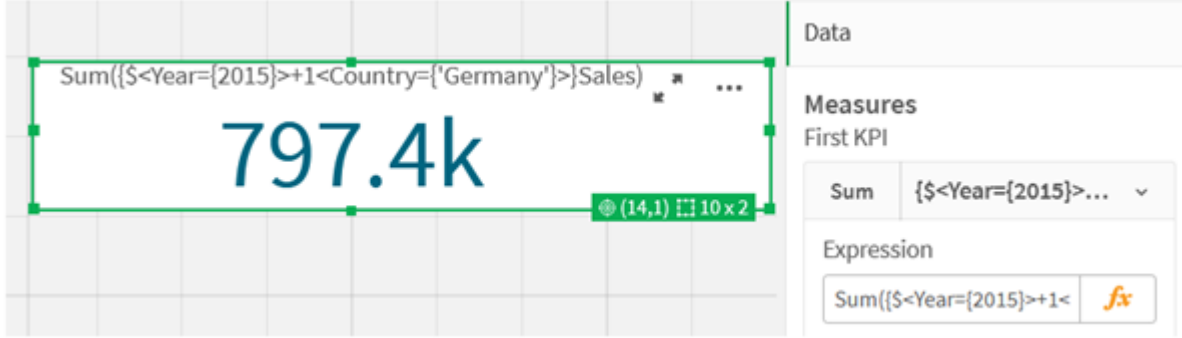 Sum({$<Year={2015}>+1<Country={'Germany'}>}Sales)
797.4k
(14,1) 10 x 2
Data
Measures
First KPI
Sum {$<Year={2015}>...
Expression
Sum({$<Year={2015}>+1< fx